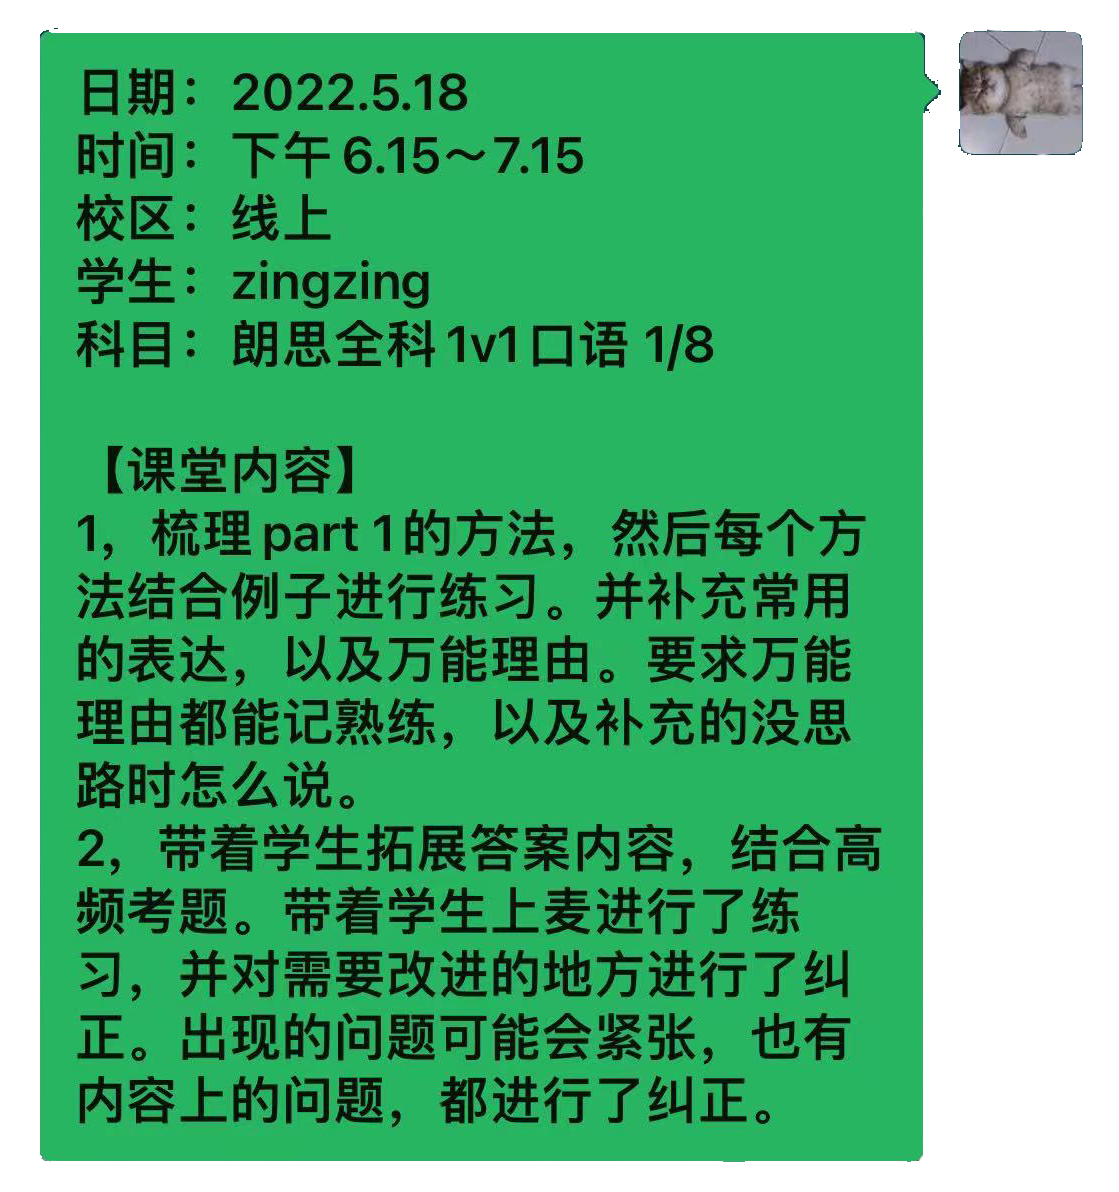 日期：2022.5.18
时间：下午6.15～7.15
校区：线上
学生：zingzing
科目：朗思全科1v1口语 1/8
【课堂内容】
1，梳理part 1的方法，然后每个方
法结合例子进行练习。并补充常用
的表达，以及万能理由。要求万能
理由都能记熟练，以及补充的没思
路时怎么说。
2，带着学生拓展答案内容，结合高
频考题。带着学生上麦进行了练
习，并对需要改进的地方进行了纠
正。出现的问题可能会紧张，也有
内容上的问题，都进行了纠正。